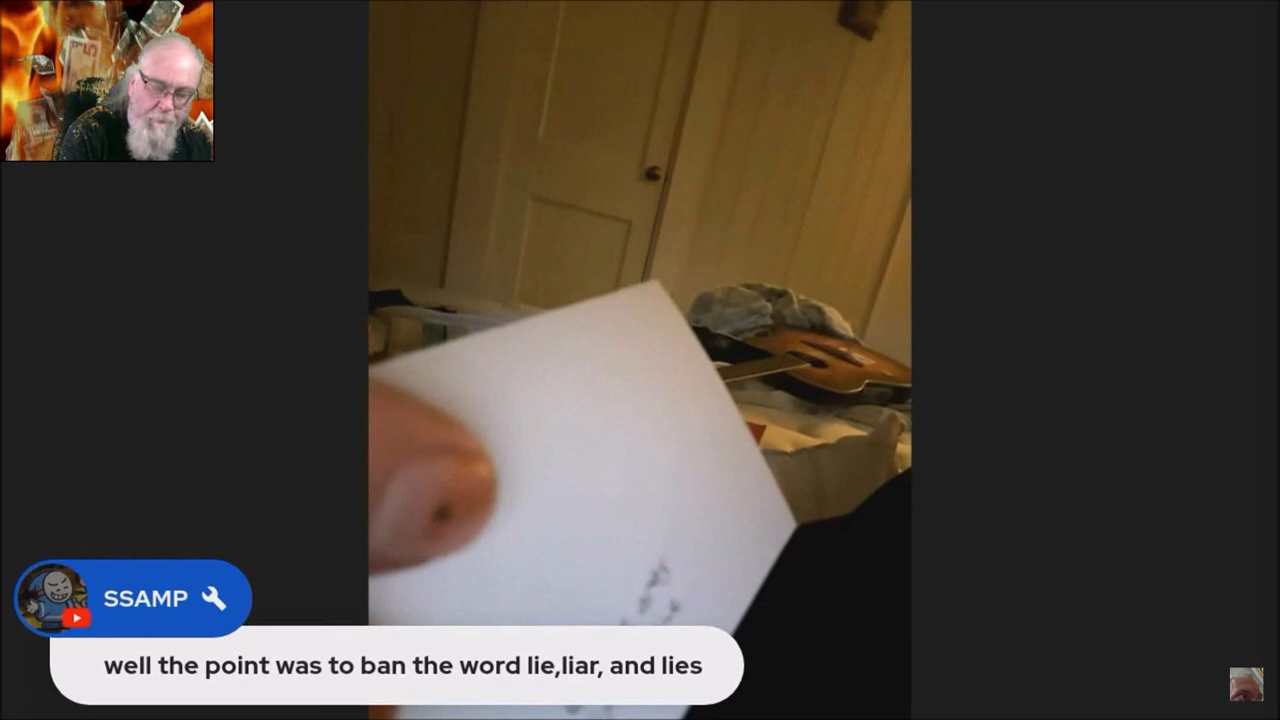 SSAMP
well the point was to ban the word lie,liar, and lies